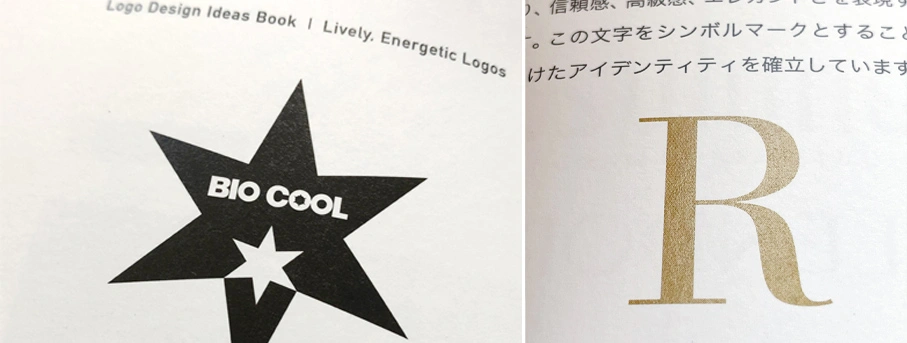 Logo Design Ideas Book | Lively. Energetic Logos
BIO COOL
、信頼感、高級感、エレガントさを表現す
。この文字をシンボルマークとすること
けたアイデンティティを確立しています
R